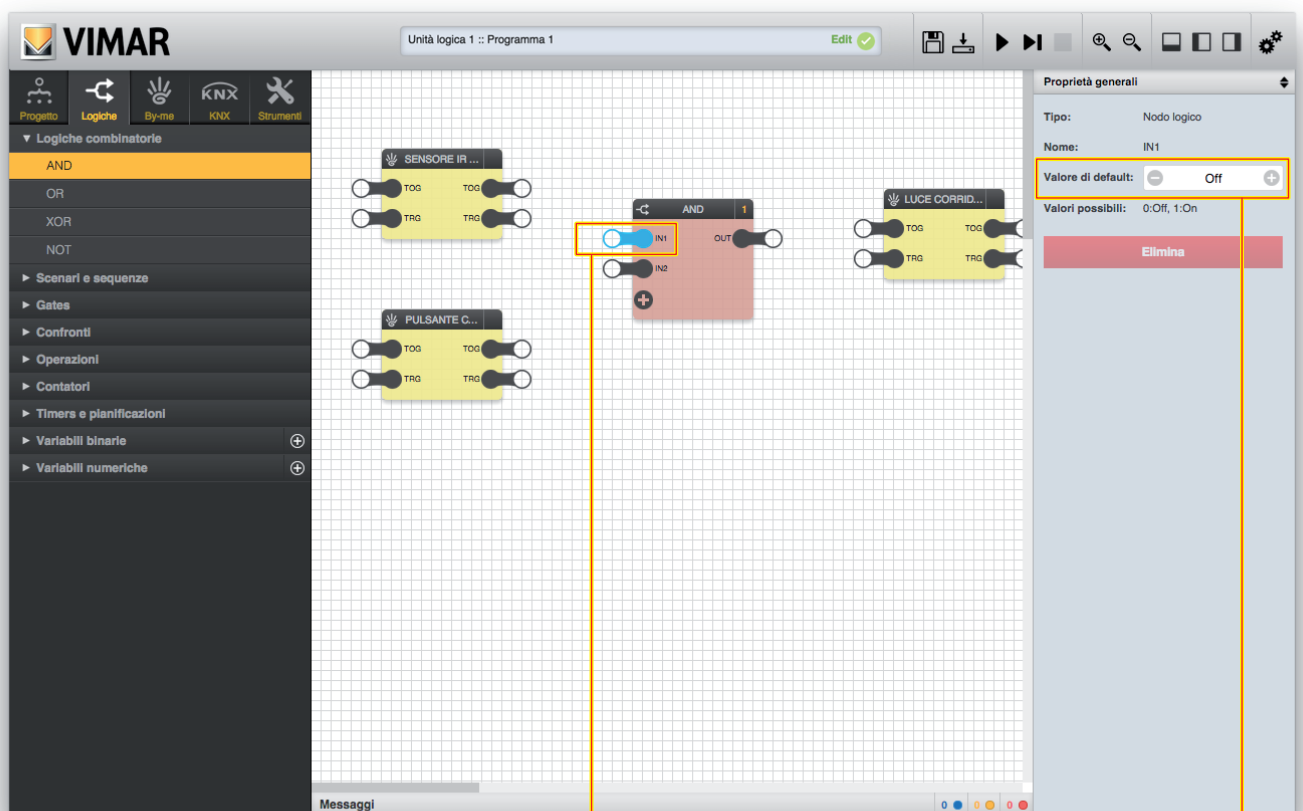 VIMAR
Unità logica 1 :: Programma 1
Edit
Progetto
Logiche
By-me
KNX
KNX
Strumenti
Logiche combinatorie
AND
OR
XOR
NOT
Scenari e sequenze
Gates
Confronti
Operazioni
Contatori
Timers e planificazioni
Variabili binarie
Variabili numeriche
SENSORE IR ...
TOG TOG
TRG TRG
PULSANTE C...
TOG TOG
TRG TRG
AND 1
IN1 OUT
IN2
LUCE CORRID...
TOG TOG
TRG TRG
Messaggi
0 0 0
Proprietà generali
Tipo: Nodo logico
Nome: IN1
Valore di default: Off
Valori possibili: 0:Off, 1:On
Elimina